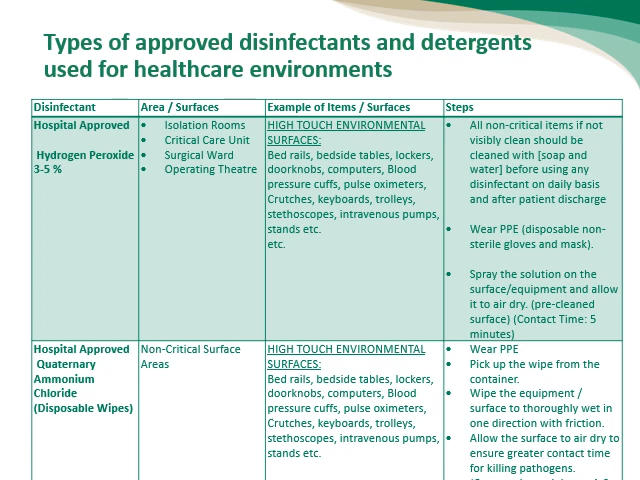 Types of approved disinfectants and detergents
used for healthcare environments
Disinfectant
Area / Surfaces
Example of Items / Surfaces
Steps
Hospital Approved
Hydrogen Peroxide
3-5 %
• Isolation Rooms
• Critical Care Unit
• Surgical Ward
• Operating Theatre
HIGH TOUCH ENVIRONMENTAL
SURFACES:
Bed rails, bedside tables, lockers,
doorknobs, computers, Blood
pressure cuffs, pulse oximeters,
Crutches, keyboards, trolleys,
stethoscopes, intravenous pumps,
stands etc.
etc.
• All non-critical items if not
visibly clean should be
cleaned with [soap and
water] before using any
disinfectant on daily basis
and after patient discharge
• Wear PPE (disposable non-
sterile gloves and mask).
• Spray the solution on the
surface/equipment and allow
it to air dry. (pre-cleaned
surface) (Contact Time: 5
minutes)
Hospital Approved
Quaternary
Ammonium
Chloride
(Disposable Wipes)
Non-Critical Surface
Areas
HIGH TOUCH ENVIRONMENTAL
SURFACES:
Bed rails, bedside tables, lockers,
doorknobs, computers, Blood
pressure cuffs, pulse oximeters,
Crutches, keyboards, trolleys,
stethoscopes, intravenous pumps,
stands etc.
• Wear PPE
• Pick up the wipe from the
container.
• Wipe the equipment /
surface to thoroughly wet in
one direction with friction.
• Allow the surface to air dry to
ensure greater contact time
for killing pathogens.